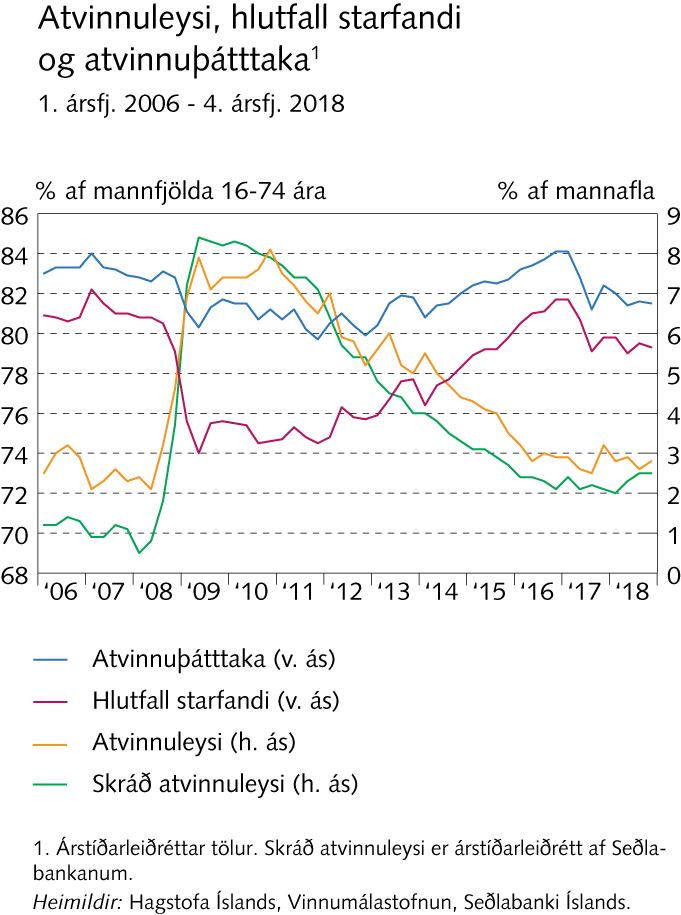 Atvinnuleysi, hlutfall starfandi
og atvinnuþátttaka¹
1. ársfj. 2006 - 4. ársfj. 2018
% af mannfjölda 16-74 ára
% af mannafla
86
84
82
80
78
76
74
72
70
68
9
8
7
6
5
4
3
2
1
0
‘06 ‘07 ‘08 ‘09 ‘10 ‘11 ‘12 ‘13 ‘14 ‘15 ‘16 ‘17 ‘18
Atvinnuþátttaka (v. ás)
Hlutfall starfandi (v. ás)
Atvinnuleysi (h. ás)
Skráð atvinnuleysi (h. ás)
1. Árstíðarleiðréttar tölur. Skráð atvinnuleysi er árstíðarleiðrétt af Seðla-
bankanum.
Heimildir: Hagstofa Íslands, Vinnumálastofnun, Seðlabanki Íslands.